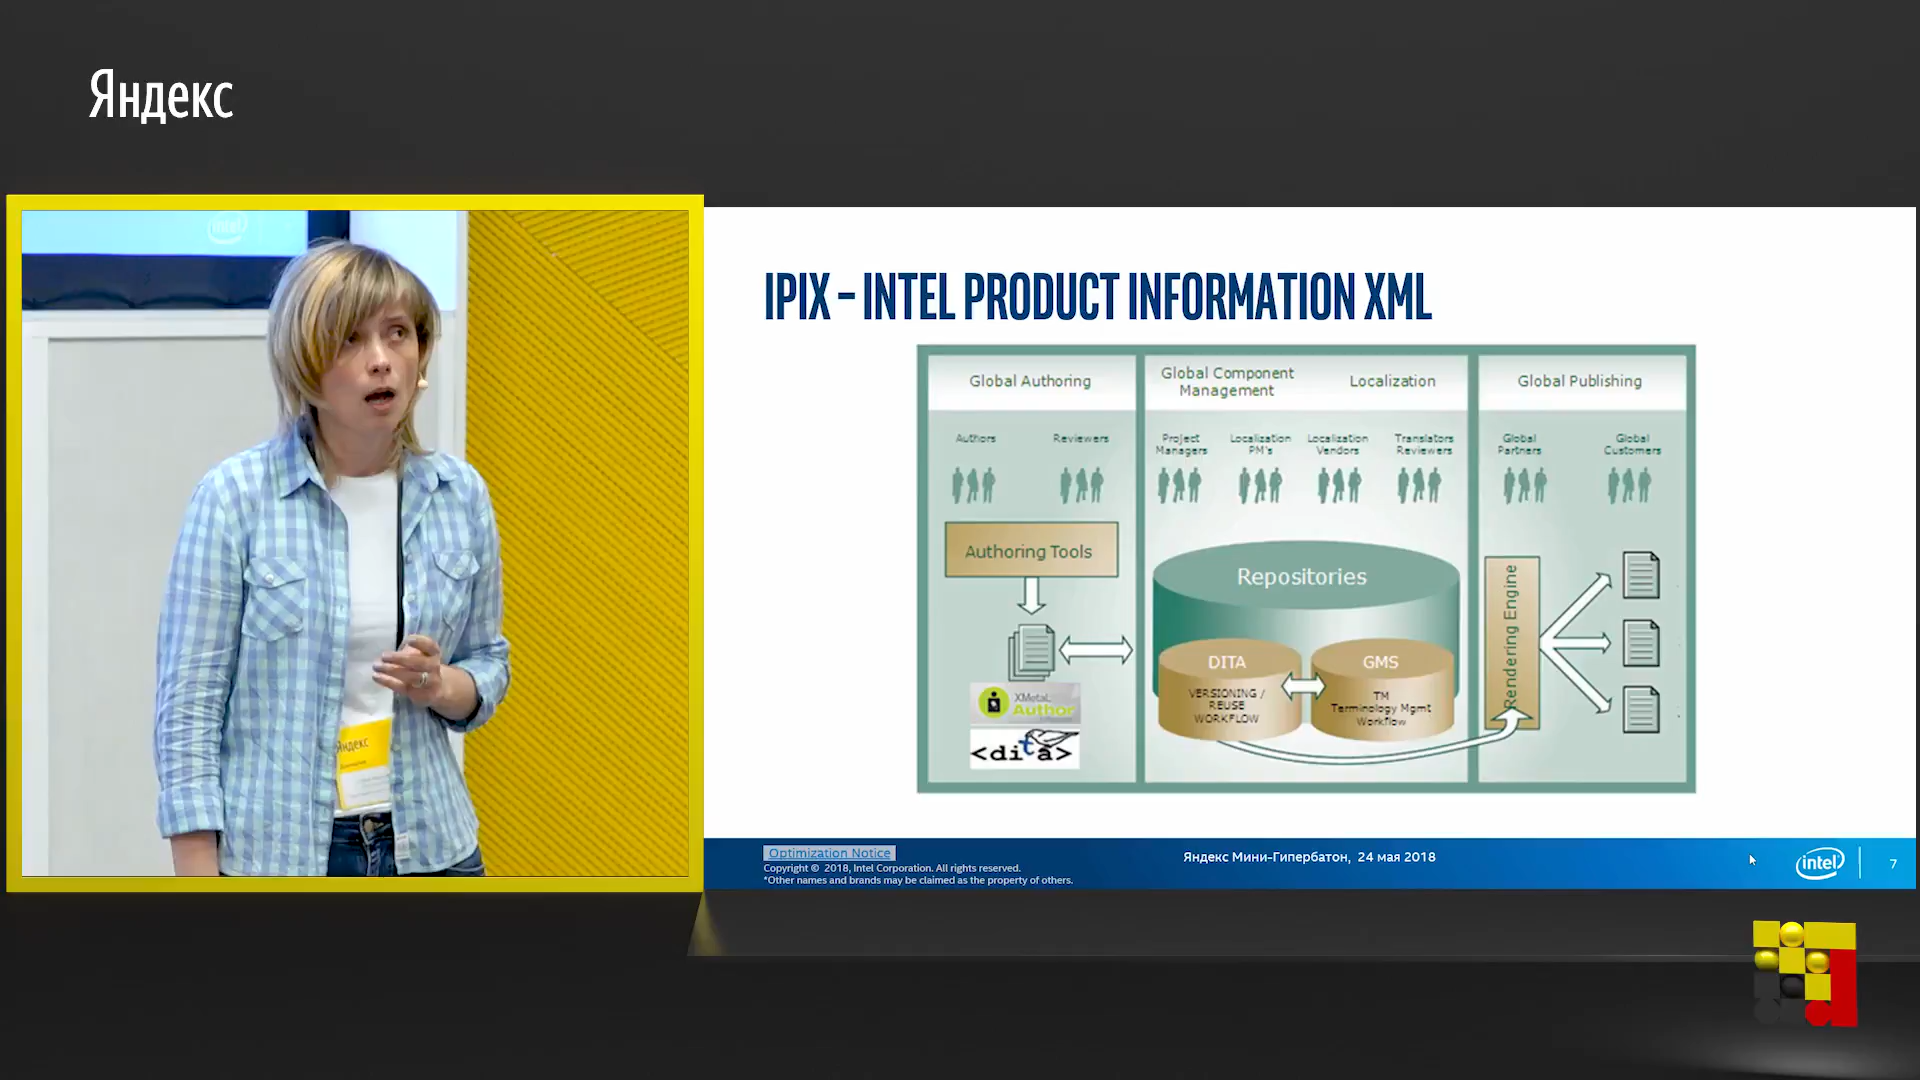 Яндекс
intel
Яндекс
IPIX – INTEL PRODUCT INFORMATION XML
Global Authoring
Global Component
Management
Localization
Global Publishing
Authors
Reviewers
Project
Managers
Localization
PM's
Localization
Vendors
Translators
Reviewers
Global
Partners
Global
Customers
Authoring Tools
XMetaL
Author
<dita>
Repositories
DITA
VERSIONING /
REUSE
WORKFLOW
GMS
TM
Terminology Mgmt
Workflow
Rendering Engine
Optimization Notice
Copyright © 2018, Intel Corporation. All rights reserved.
*Other names and brands may be claimed as the property of others.
Яндекс Мини-Гипербатон, 24 мая 2018
intel
7